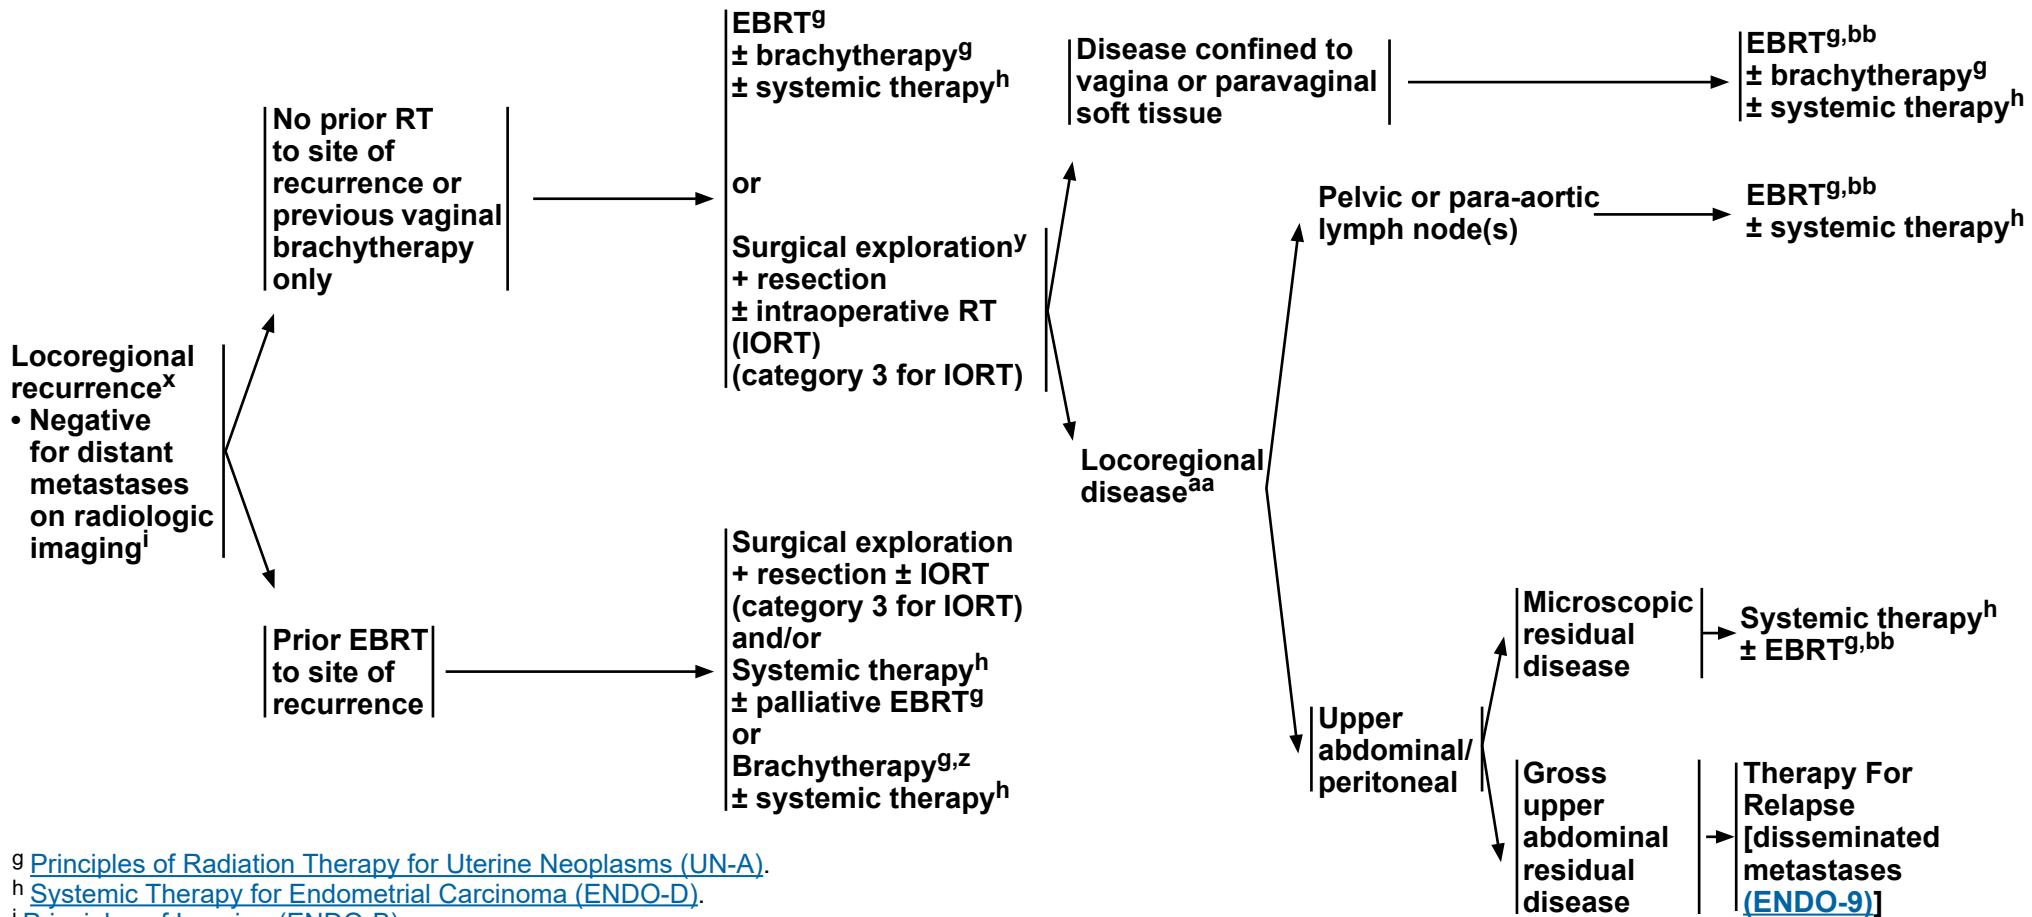 Locoregional
recurrencex
• Negative
for distant
metastases
on radiologic
imagingi
No prior RT
to site of
recurrence or
previous vaginal
brachytherapy
only
Prior EBRT
to site of
recurrence
EBRTg
± brachytherapyg
± systemic therapyh
or
Surgical explorationy
+ resection
± intraoperative RT
(IORT)
(category 3 for IORT)
Surgical exploration
+ resection ± IORT
(category 3 for IORT)
and/or
Systemic therapyh
± palliative EBRTg
or
Brachytherapyg,z
± systemic therapyh
Disease confined to
vagina or paravaginal
soft tissue
Locoregional
diseaseaa
Pelvic or para-aortic
lymph node(s)
Upper
abdominal/
peritoneal
Microscopic
residual
disease
Gross
upper
abdominal
residual
disease
EBRTg,bb
± brachytherapyg
± systemic therapyh
EBRTg,bb
± systemic therapyh
Systemic therapyh
± EBRTg,bb
Therapy For
Relapse
[disseminated
metastases
(ENDO-9)]
g Principles of Radiation Therapy for Uterine Neoplasms (UN-A).
h Systemic Therapy for Endometrial Carcinoma (ENDO-D).